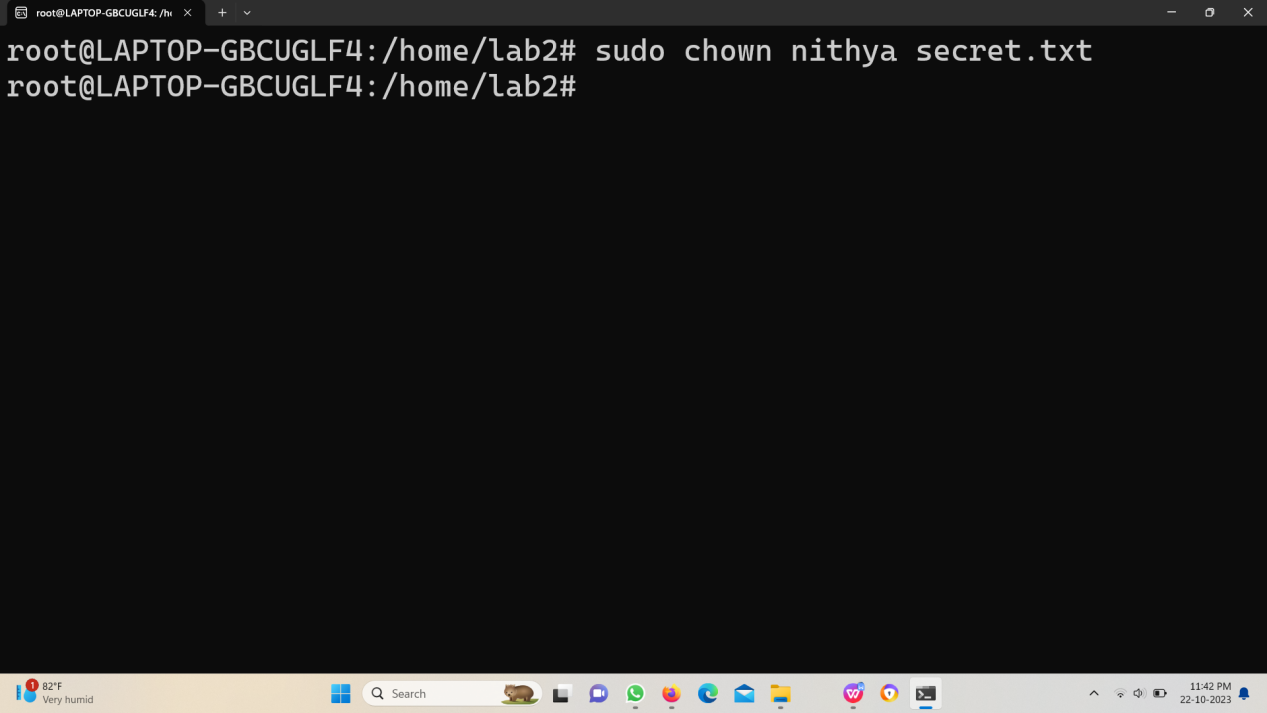 root@LAPTOP-GBCUGLF4: /h
root@LAPTOP-GBCUGLF4:/home/lab2# sudo chown nithya secret.txt
root@LAPTOP-GBCUGLF4:/home/lab2#
1
82°F
Very humid
Search
11:42 PM
22-10-2023